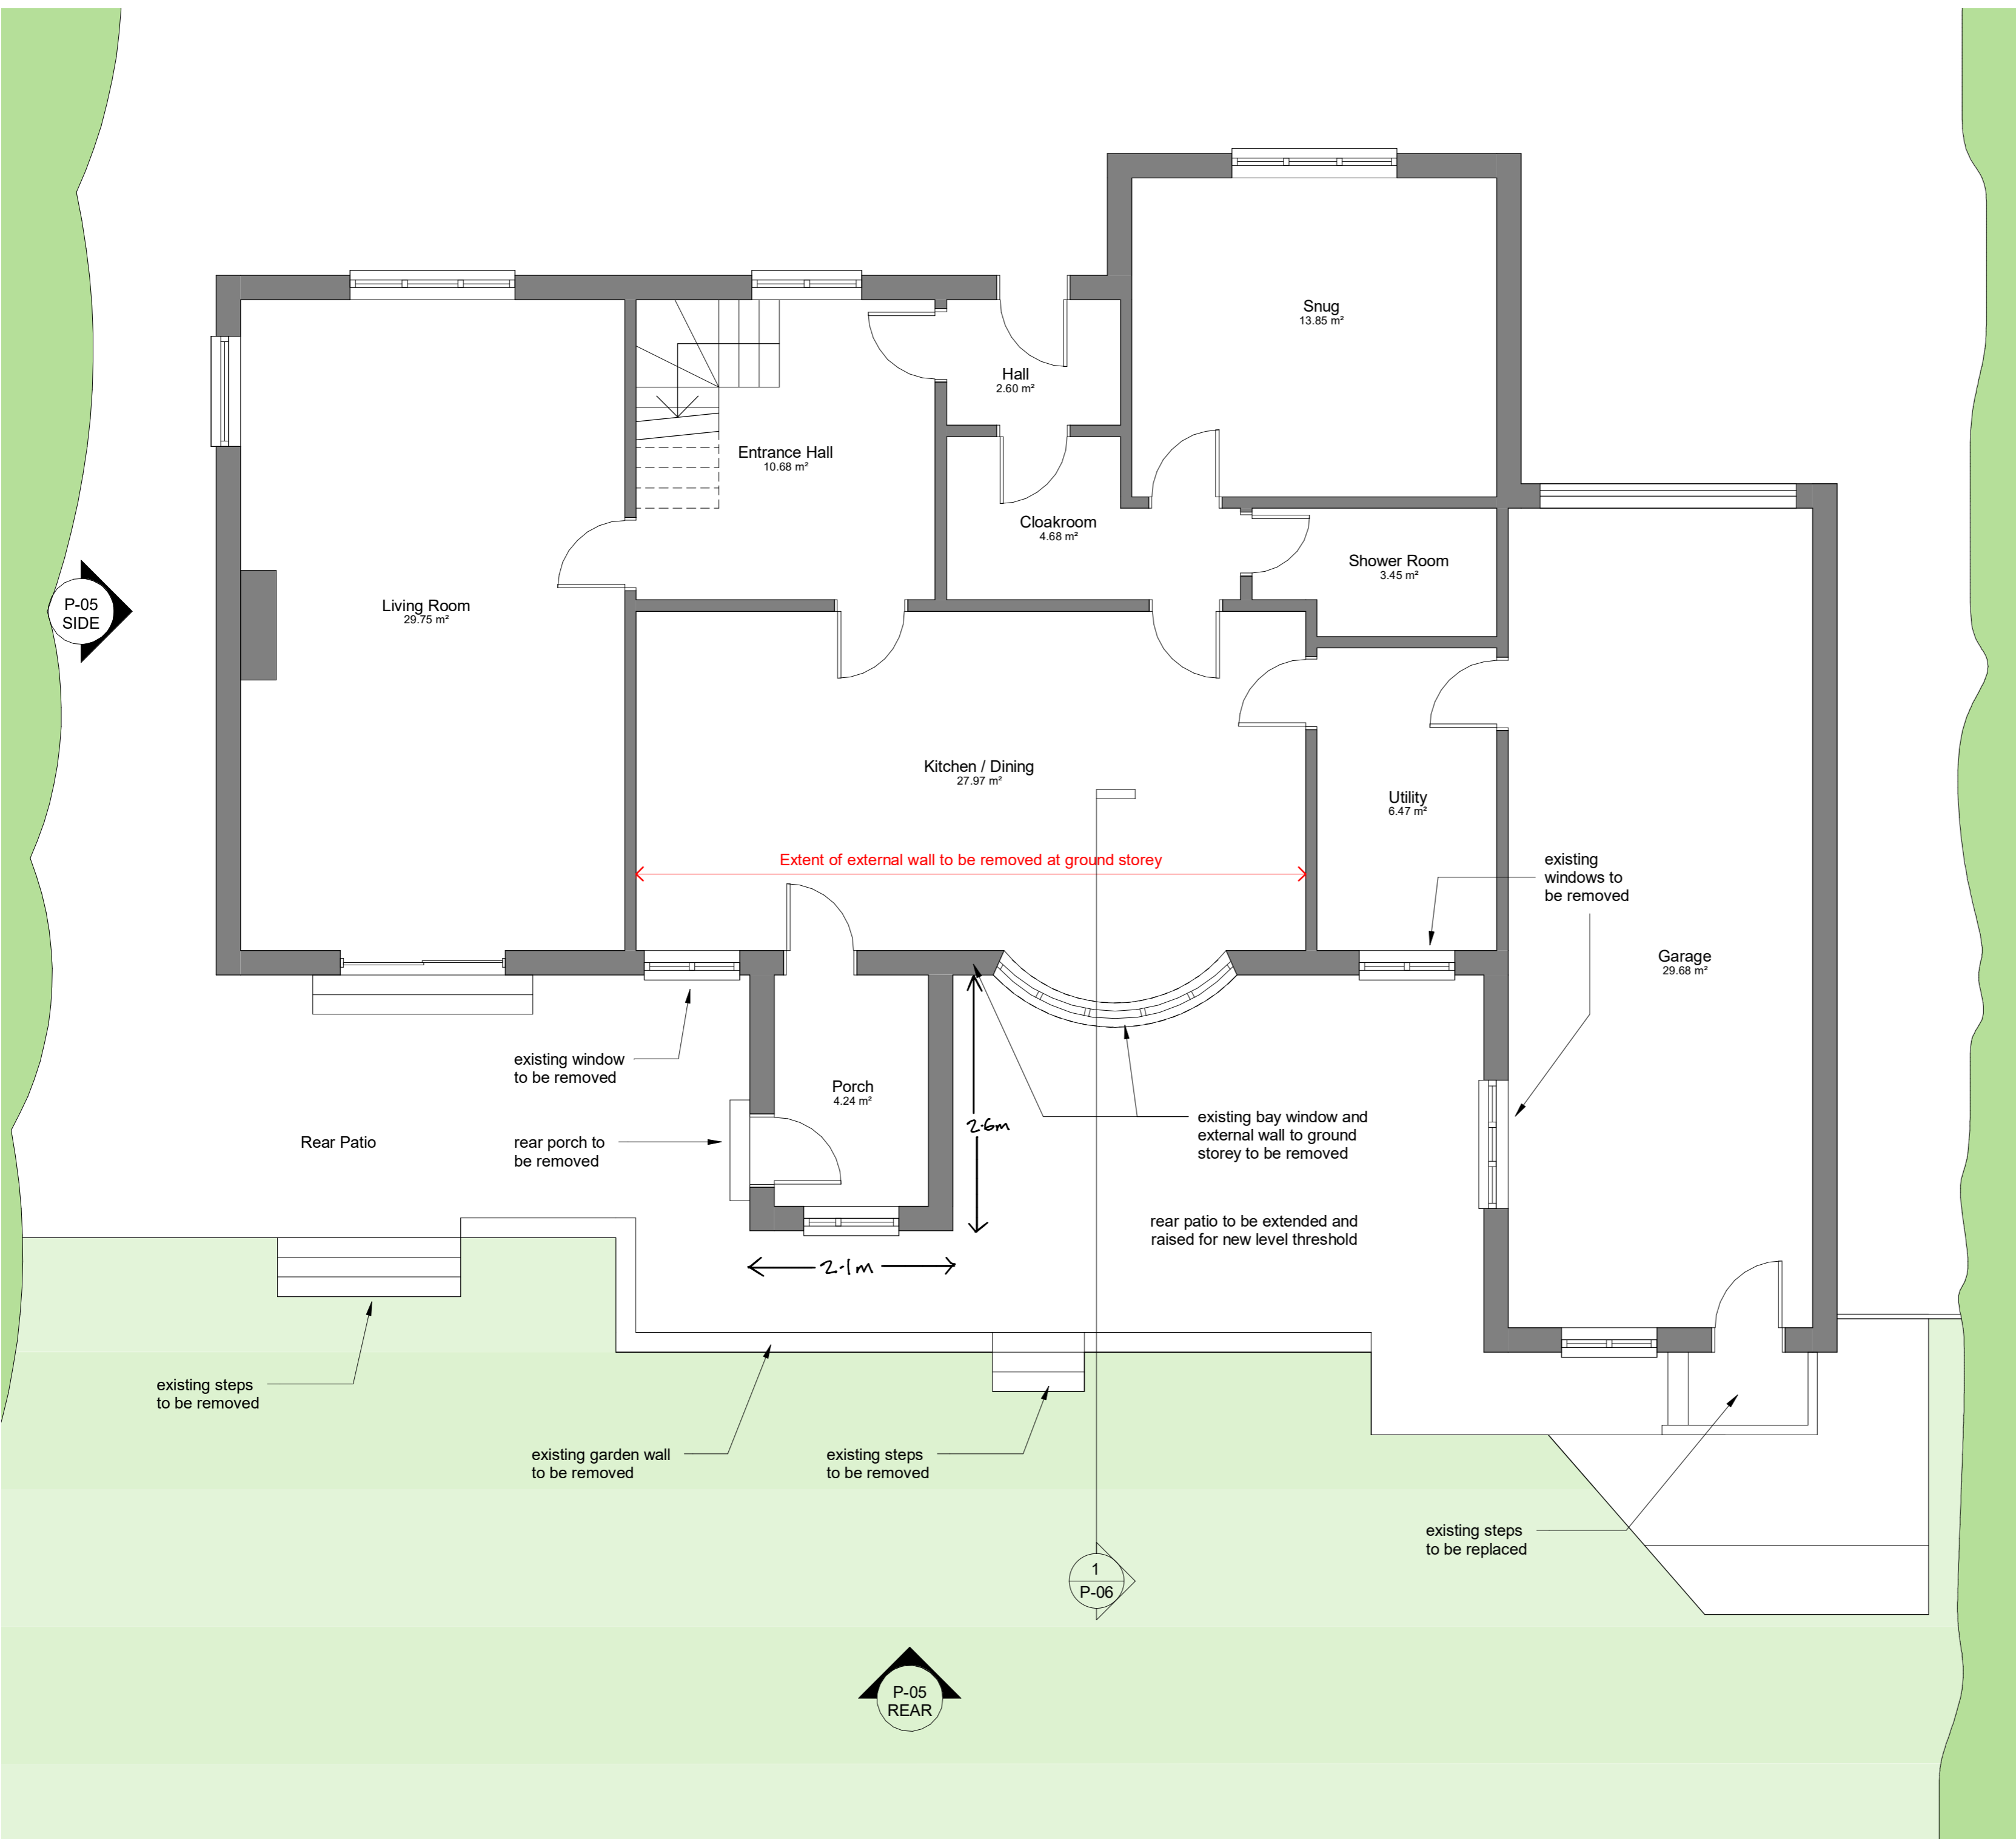 Snug
13.85 m²
Hall
2.60 m²
Entrance Hall
10.68 m²
Cloakroom
4.68 m²
Shower Room
3.45 m²
P-05
SIDE
Living Room
29.75 m²
Kitchen / Dining
27.97 m²
Utility
6.47 m²
Extent of external wall to be removed at ground storey
existing
windows to
be removed
Garage
29.68 m²
existing window
to be removed
Porch
4.24 m²
2.6m
existing bay window and
external wall to ground
storey to be removed
Rear Patio
rear porch to
be removed
rear patio to be extended and
raised for new level threshold
2.1m
existing steps
to be removed
existing garden wall
to be removed
existing steps
to be removed
existing steps
to be replaced
1
P-06
P-05
REAR